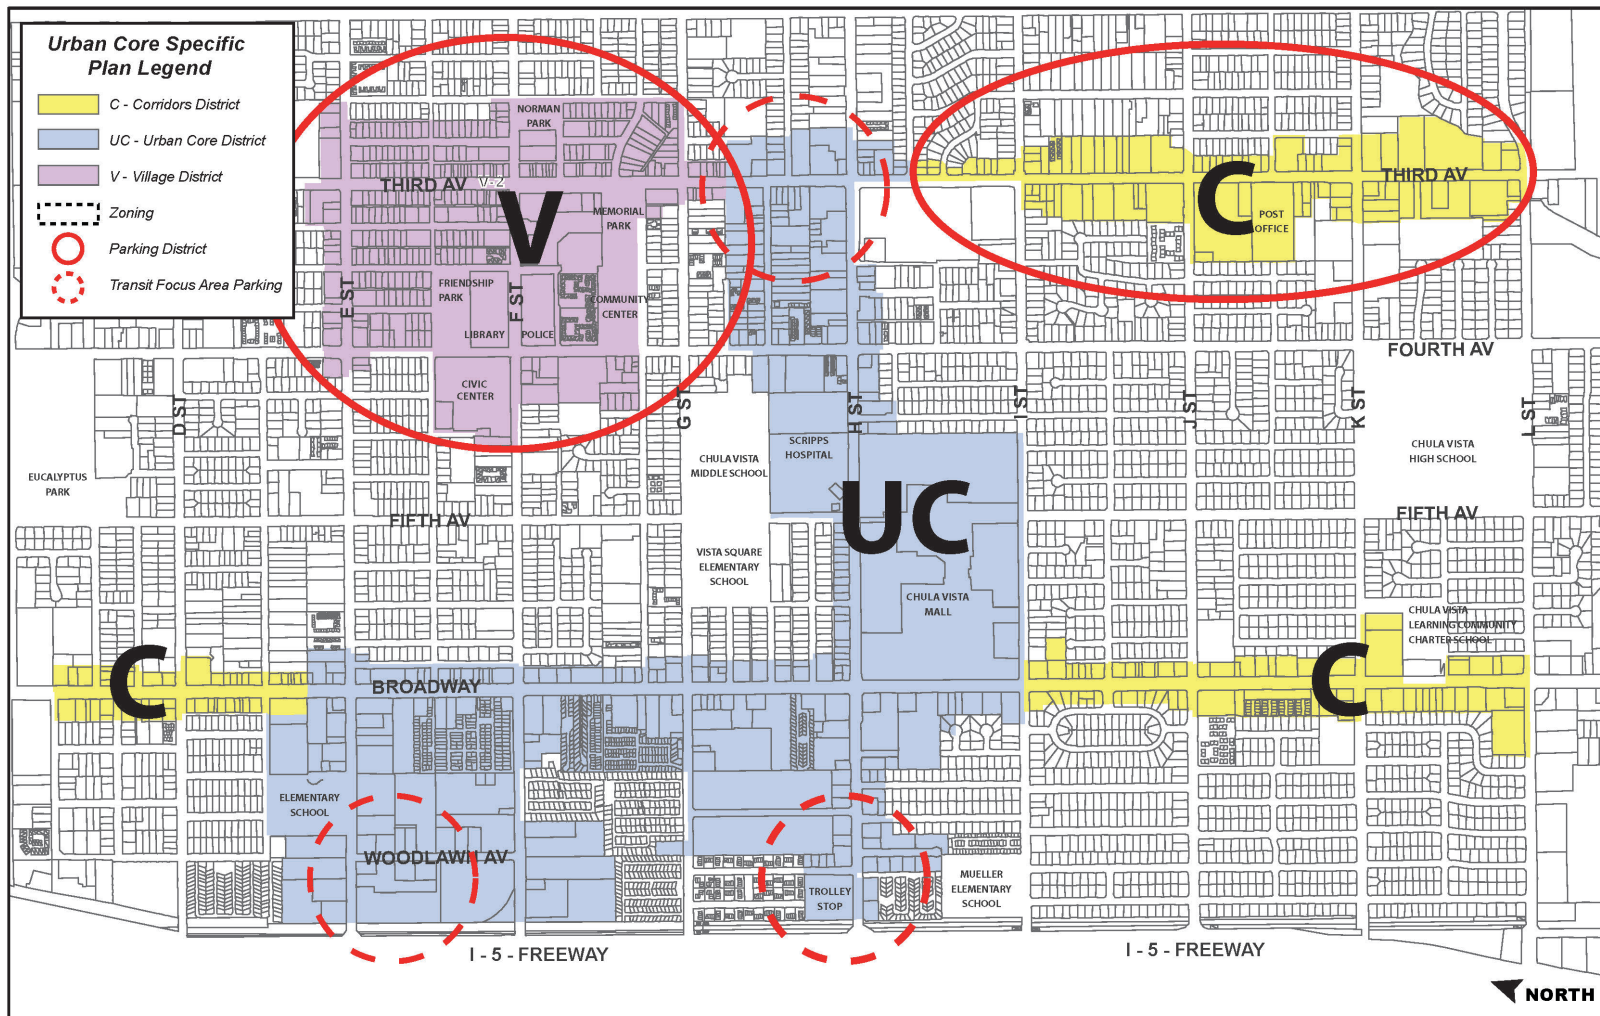 Urban Core Specific
Plan Legend
C - Corridors District
UC - Urban Core District
V - Village District
Zoning
Parking District
Transit Focus Area Parking
NORMAN
PARK
THIRD AV
V-2
V
MEMORIAL
PARK
C
THIRD AV
POST
OFFICE
E ST
FRIENDSHIP
PARK
F ST
COMMUNITY
CENTER
LIBRARY
POLICE
FOURTH AV
CIVIC
CENTER
D ST
G ST
H ST
I ST
J ST
K ST
L ST
EUCALYPTUS
PARK
CHULA VISTA
MIDDLE SCHOOL
SCRIPPS
HOSPITAL
CHULA VISTA
HIGH SCHOOL
FIFTH AV
UC
FIFTH AV
VISTA SQUARE
ELEMENTARY
SCHOOL
CHULA VISTA
MALL
CHULA VISTA
LEARNING COMMUNITY
CHARTER SCHOOL
C
BROADWAY
C
ELEMENTARY
SCHOOL
WOODLAWN AV
TROLLEY
STOP
MUELLER
ELEMENTARY
SCHOOL
I - 5 - FREEWAY
I - 5 - FREEWAY
NORTH